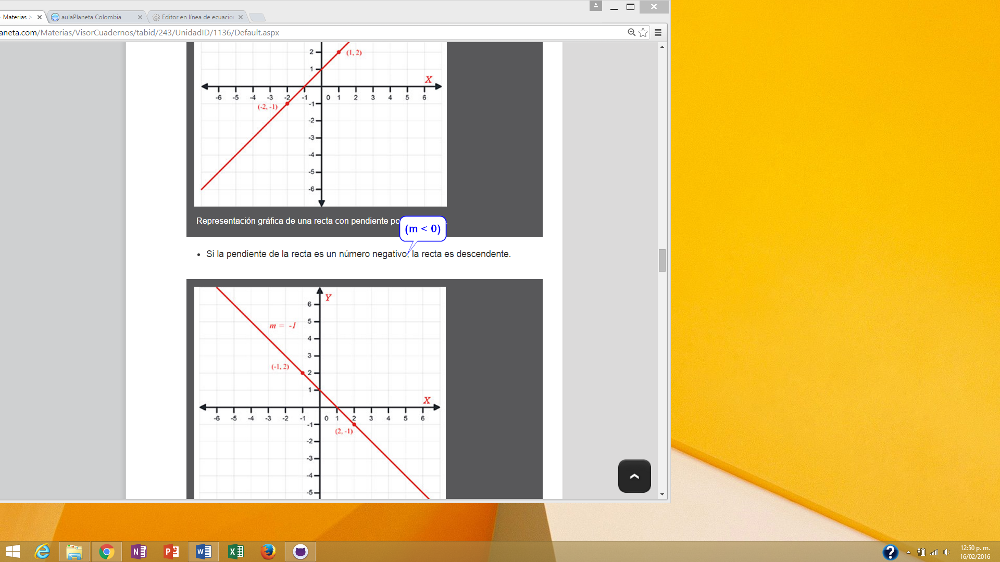 Materias >
aulaPlaneta Colombia
Editor en línea de ecuacio
aneta.com/Materias/VisorCuadernos/tabid/243/UnidadID/1136/Default.aspx
2
(1, 2)
1
X
-6 -5 -4 -3 -2 -1 0 1 2 3 4 5 6
(-2, -1)
-1
-2
-3
-4
-5
-6
Representación gráfica de una recta con pendiente po
(m < 0)
Si la pendiente de la recta es un número negativo, la recta es descendente.
Y
6
m = -1
5
4
3
(-1, 2)
2
1
X
-6 -5 -4 -3 -2 -1 0 1 2 3 4 5 6
-1
(2, -1)
-2
-3
-4
-5
12:50 p. m.
16/02/2016